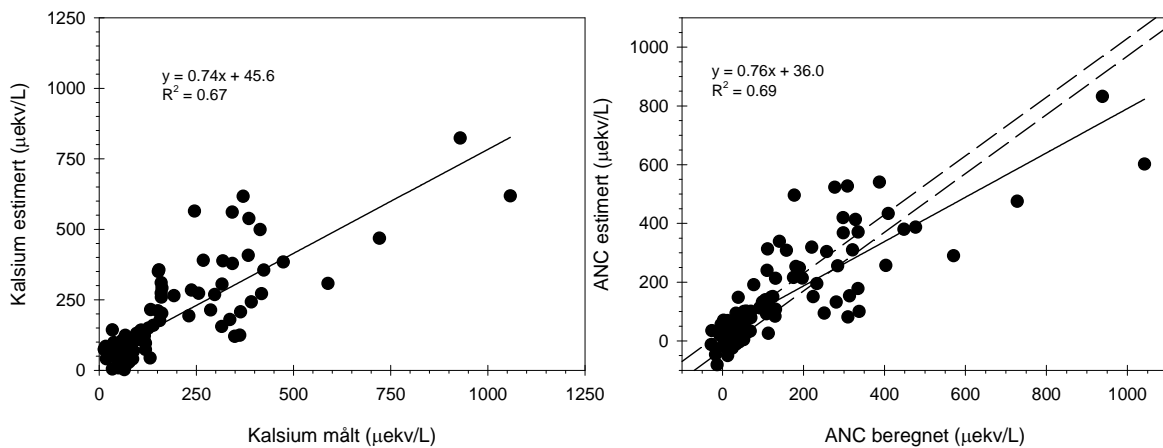 1250
1000
750
500
250
0
Kalsium estimert (μekv/L)
y = 0.74x + 45.6
R² = 0.67
0 250 500 750 1000 1250
Kalsium målt (μekv/L)
1000
800
600
400
200
0
ANC estimert (μekv/L)
y = 0.76x + 36.0
R² = 0.69
0 200 400 600 800 1000
ANC beregnet (μekv/L)